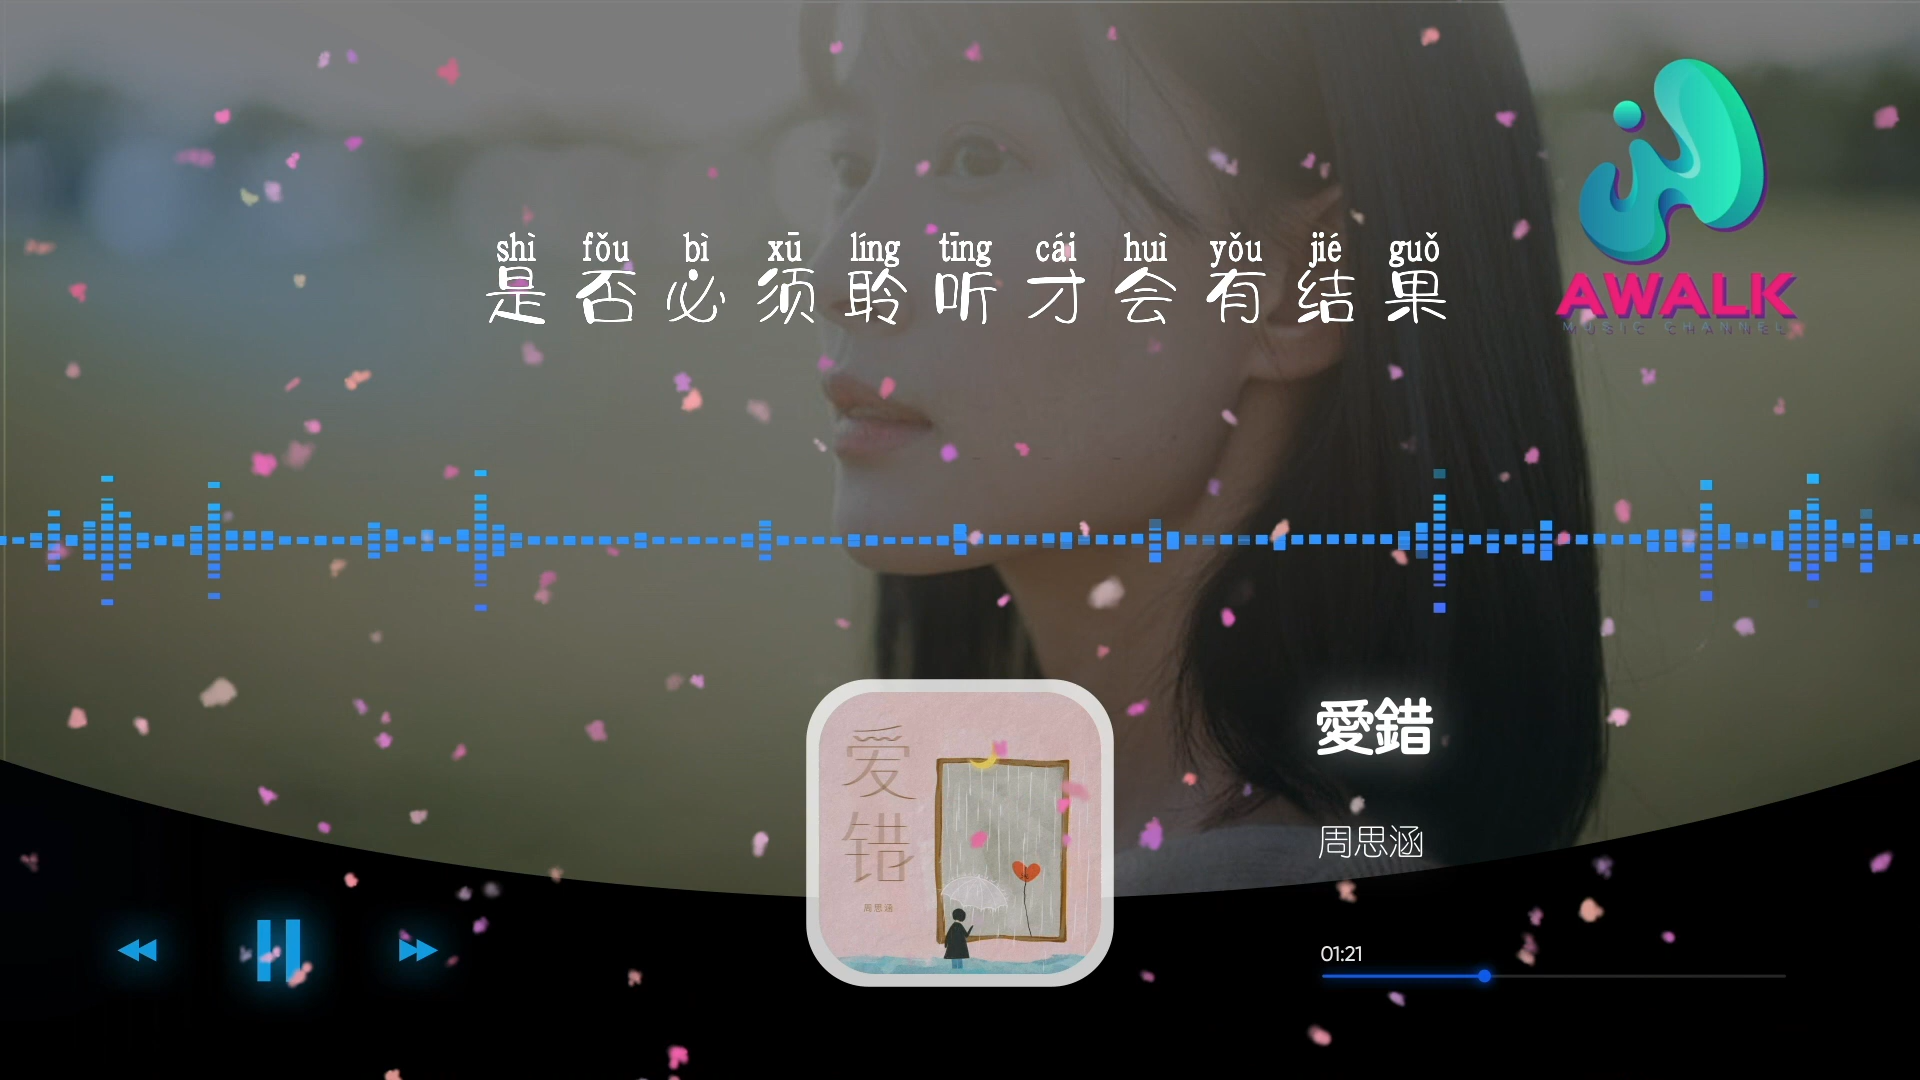 shì fǒu bì xū líng tīng cái huì yǒu jié guǒ
是否必须聆听才会有结果
AWALK
MUSIC CHANNEL
愛錯
周思涵
爱错
周思涵
01:21